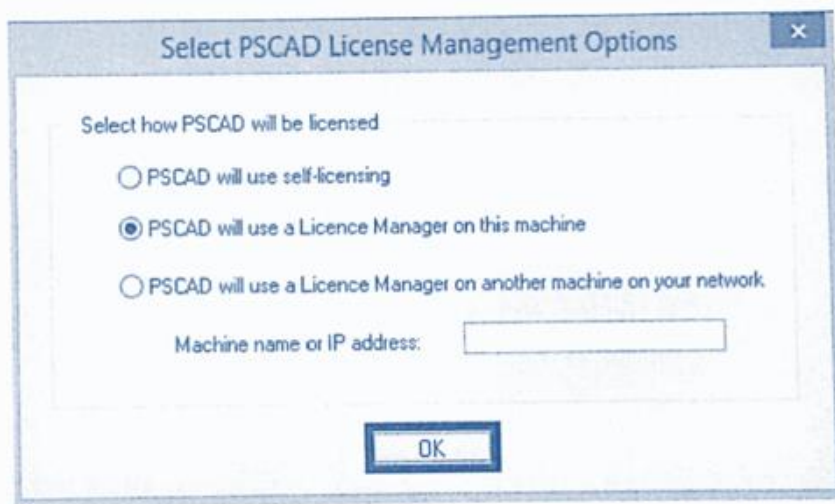 Select PSCAD License Management Options
Select how PSCAD will be licensed
PSCAD will use self-licensing
PSCAD will use a Licence Manager on this machine
PSCAD will use a Licence Manager on another machine on your network
Machine name or IP address:
OK